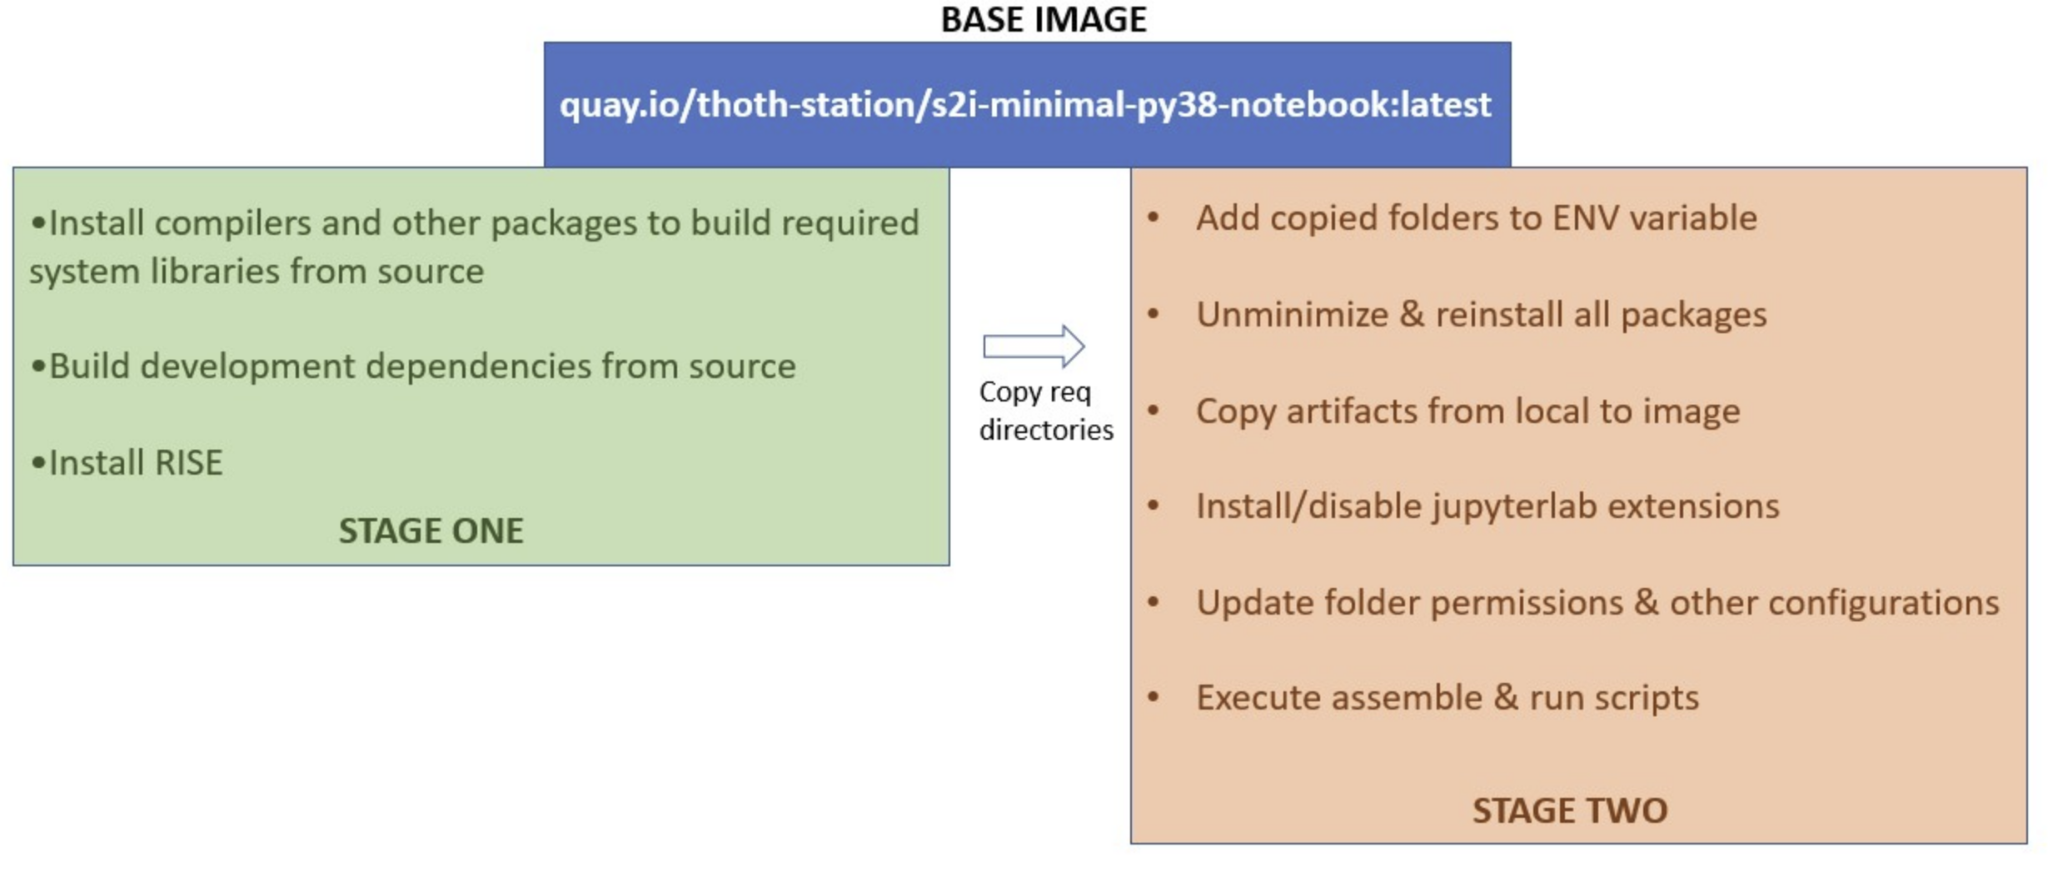 BASE IMAGE
quay.io/thoth-station/s2i-minimal-py38-notebook:latest
•Install compilers and other packages to build required
system libraries from source
•Build development dependencies from source
•Install RISE
STAGE ONE
Copy req
directories
• Add copied folders to ENV variable
• Unminimize & reinstall all packages
• Copy artifacts from local to image
• Install/disable jupyterlab extensions
• Update folder permissions & other configurations
• Execute assemble & run scripts
STAGE TWO